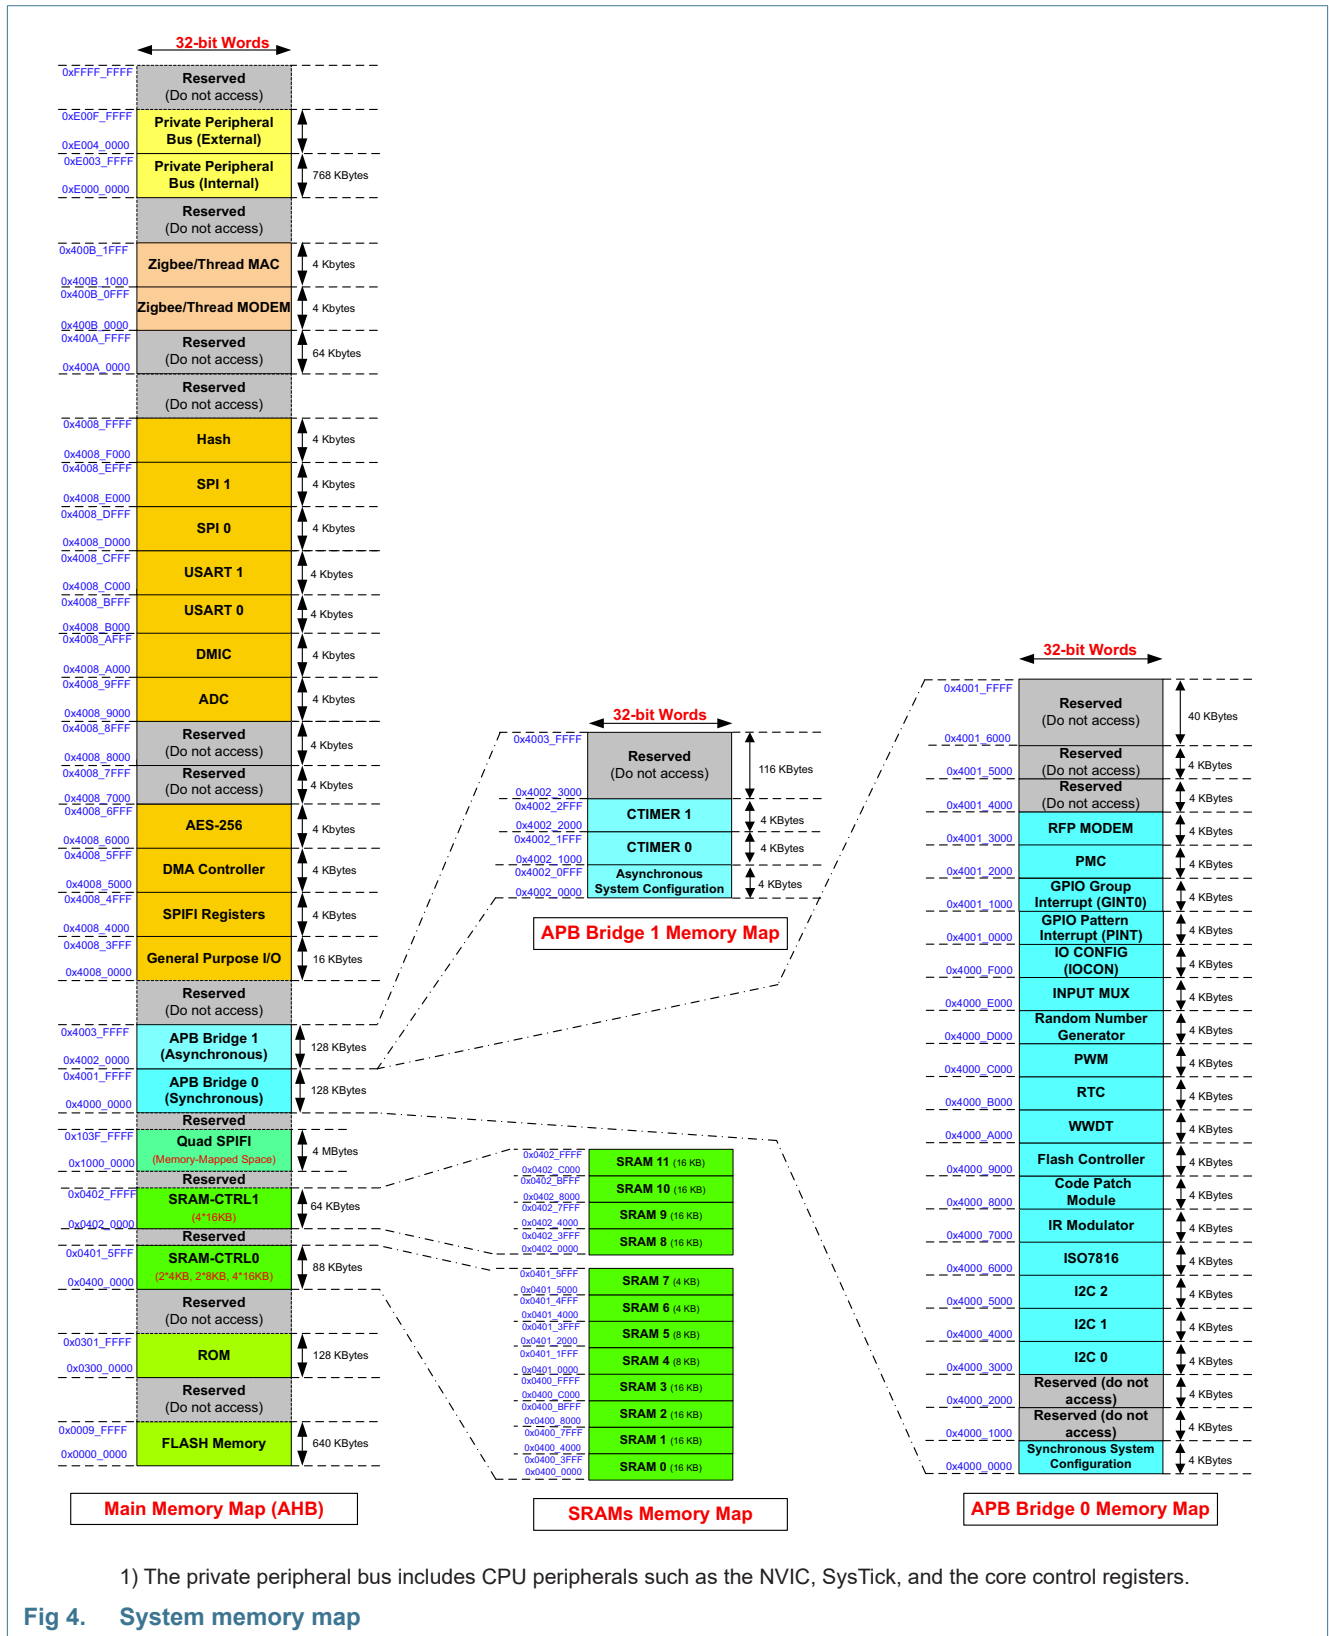 32-bit Words
0xFFFF_FFFF
Reserved
(Do not access)
0xE00F_FFFF
Private Peripheral
Bus (External)
0xE004_0000
0xE003_FFFF
Private Peripheral
Bus (Internal)
768 KBytes
0xE000_0000
Reserved
(Do not access)
0x400B_1FFF
Zigbee/Thread MAC
4 Kbytes
0x400B_1000
0x400B_0FFF
Zigbee/Thread MODEM
4 Kbytes
0x400B_0000
0x400A_FFFF
Reserved
(Do not access)
64 Kbytes
0x400A_0000
Reserved
(Do not access)
0x4008_FFFF
Hash
4 Kbytes
0x4008_F000
0x4008_EFFF
SPI 1
4 Kbytes
0x4008_E000
0x4008_DFFF
SPI 0
4 Kbytes
0x4008_D000
0x4008_CFFF
USART 1
4 Kbytes
0x4008_C000
0x4008_BFFF
USART 0
4 Kbytes
0x4008_B000
0x4008_AFFF
DMIC
4 Kbytes
0x4008_A000
0x4008_9FFF
ADC
4 Kbytes
0x4008_9000
0x4008_8FFF
Reserved
(Do not access)
4 Kbytes
0x4008_8000
0x4008_7FFF
Reserved
(Do not access)
4 Kbytes
0x4008_7000
0x4008_6FFF
AES-256
4 Kbytes
0x4008_6000
0x4008_5FFF
DMA Controller
4 KBytes
0x4008_5000
0x4008_4FFF
SPIFI Registers
4 KBytes
0x4008_4000
0x4008_3FFF
General Purpose I/O
16 KBytes
0x4008_0000
Reserved
(Do not access)
0x4003_FFFF
APB Bridge 1
(Asynchronous)
128 KBytes
0x4002_0000
0x4001_FFFF
APB Bridge 0
(Synchronous)
128 KBytes
0x4000_0000
Reserved
0x103F_FFFF
Quad SPIFI
(Memory-Mapped Space)
4 MBytes
0x1000_0000
Reserved
0x0402_FFFF
SRAM-CTRL1
(4*16KB)
64 KBytes
0x0402_0000
Reserved
0x0401_5FFF
SRAM-CTRL0
(2*4KB, 2*8KB, 4*16KB)
88 KBytes
0x0400_0000
Reserved
(Do not access)
0x0301_FFFF
ROM
128 KBytes
0x0300_0000
Reserved
(Do not access)
0x0009_FFFF
FLASH Memory
640 KBytes
0x0000_0000
Main Memory Map (AHB)
32-bit Words
0x4003_FFFF
Reserved
(Do not access)
116 KBytes
0x4002_3000
0x4002_2FFF
CTIMER 1
4 KBytes
0x4002_2000
0x4002_1FFF
CTIMER 0
4 KBytes
0x4002_1000
0x4002_0FFF
Asynchronous
System Configuration
4 KBytes
0x4002_0000
APB Bridge 1 Memory Map
0x0402_FFFF
SRAM 11 (16 KB)
0x0402_C000
0x0402_BFFF
SRAM 10 (16 KB)
0x0402_8000
0x0402_7FFF
SRAM 9 (16 KB)
0x0402_4000
0x0402_3FFF
SRAM 8 (16 KB)
0x0402_0000
0x0401_5FFF
SRAM 7 (4 KB)
0x0401_5000
0x0401_4FFF
SRAM 6 (4 KB)
0x0401_4000
0x0401_3FFF
SRAM 5 (8 KB)
0x0401_2000
0x0401_1FFF
SRAM 4 (8 KB)
0x0401_0000
0x0400_FFFF
SRAM 3 (16 KB)
0x0400_C000
0x0400_BFFF
SRAM 2 (16 KB)
0x0400_8000
0x0400_7FFF
SRAM 1 (16 KB)
0x0400_4000
0x0400_3FFF
SRAM 0 (16 KB)
0x0400_0000
SRAMs Memory Map
32-bit Words
0x4001_FFFF
Reserved
(Do not access)
40 KBytes
0x4001_6000
Reserved
(Do not access)
4 KBytes
0x4001_5000
Reserved
(Do not access)
4 KBytes
0x4001_4000
RFP MODEM
4 KBytes
0x4001_3000
PMC
4 KBytes
0x4001_2000
GPIO Group
Interrupt (GINT0)
4 KBytes
0x4001_1000
GPIO Pattern
Interrupt (PINT)
4 KBytes
0x4001_0000
IO CONFIG
(IOCON)
4 KBytes
0x4000_F000
INPUT MUX
4 KBytes
0x4000_E000
Random Number
Generator
4 KBytes
0x4000_D000
PWM
4 KBytes
0x4000_C000
RTC
4 KBytes
0x4000_B000
WWDT
4 KBytes
0x4000_A000
Flash Controller
4 KBytes
0x4000_9000
Code Patch
Module
4 KBytes
0x4000_8000
IR Modulator
4 KBytes
0x4000_7000
ISO7816
4 KBytes
0x4000_6000
I2C 2
4 KBytes
0x4000_5000
I2C 1
4 KBytes
0x4000_4000
I2C 0
4 KBytes
0x4000_3000
Reserved (do not
access)
4 KBytes
0x4000_2000
Reserved (do not
access)
4 KBytes
0x4000_1000
Synchronous System
Configuration
4 KBytes
0x4000_0000
APB Bridge 0 Memory Map
1) The private peripheral bus includes CPU peripherals such as the NVIC, SysTick, and the core control registers.
Fig 4. System memory map